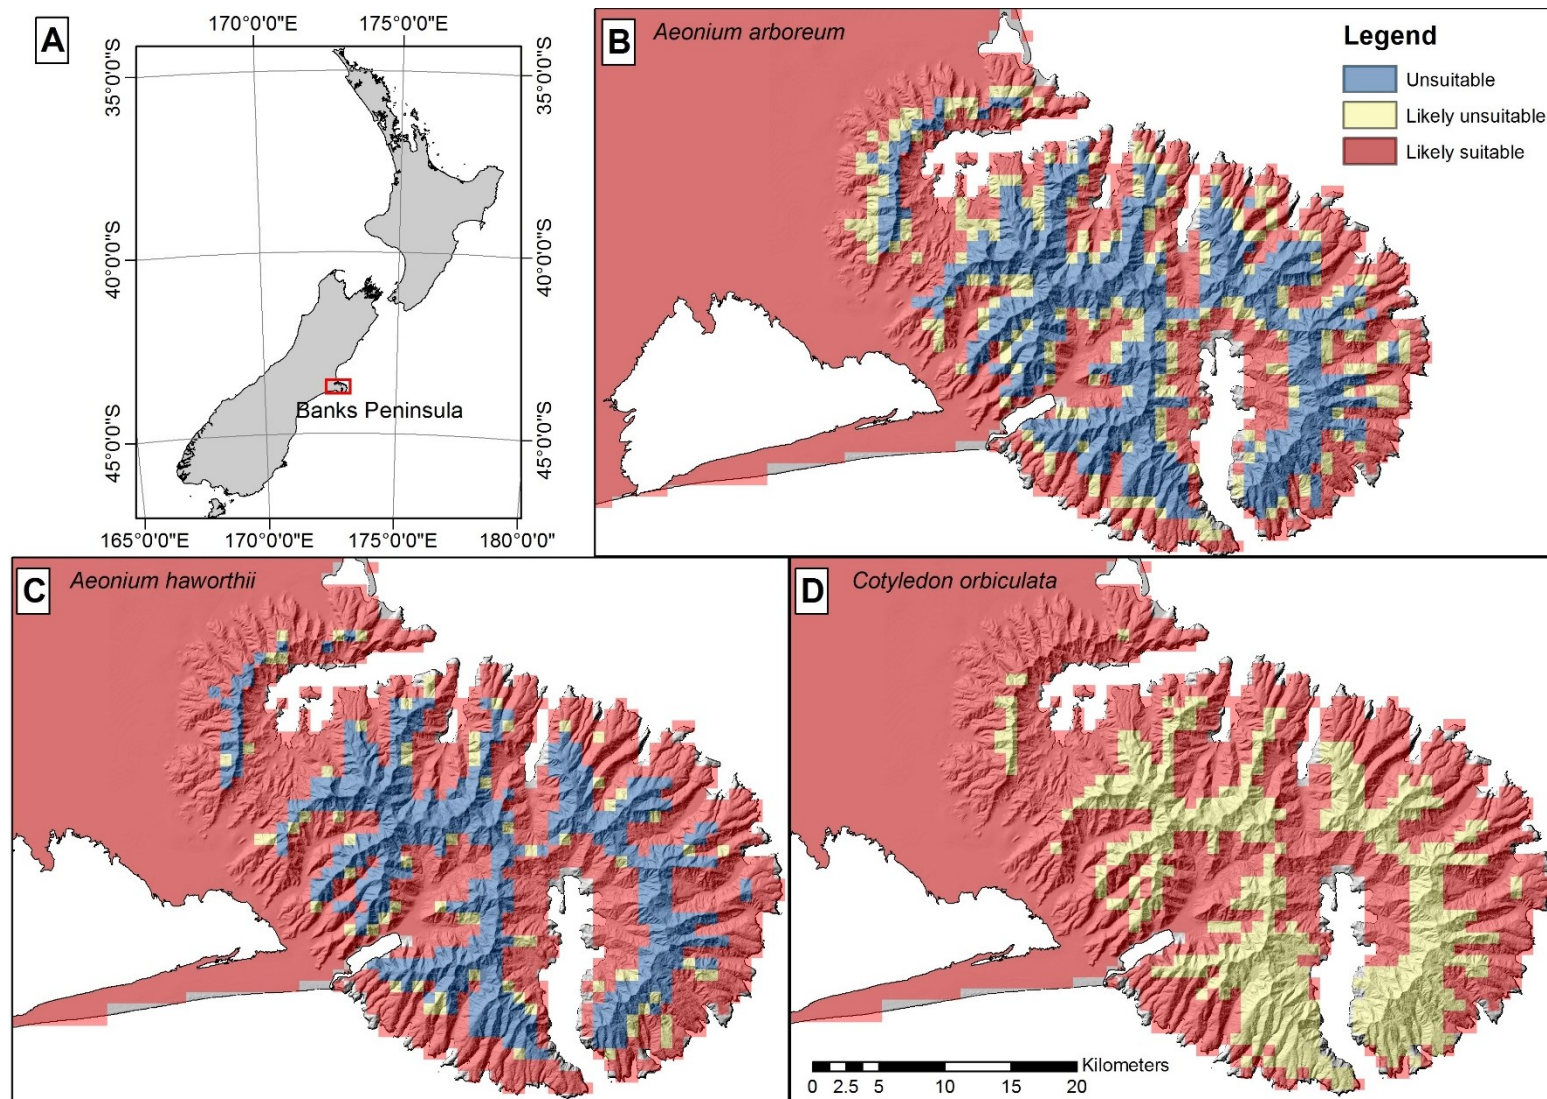 A
170°0'0"E 175°0'0"E
35°0'0"S
40°0'0"S
45°0'0"S
35°0'0"S
40°0'0"S
45°0'0"S
Banks Peninsula
165°0'0"E 170°0'0"E 175°0'0"E 180°0'0"
B Aeonium arboreum
Legend
Unsuitable
Likely unsuitable
Likely suitable
C Aeonium haworthii
D Cotyledon orbiculata
Kilometers
0 2.5 5 10 15 20